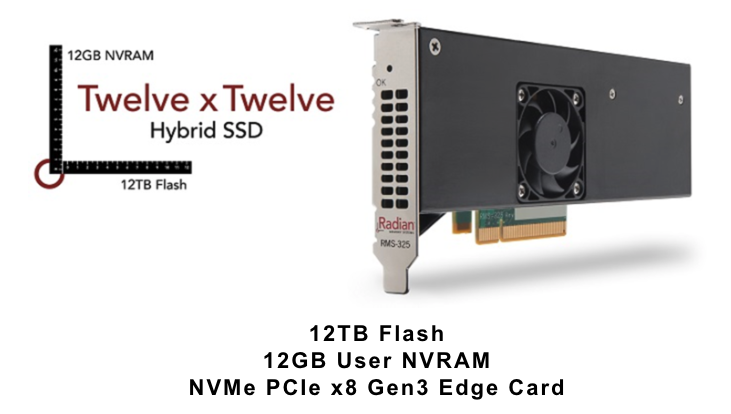 12GB NVRAM
Twelve x Twelve
Hybrid SSD
12TB Flash
OK
Radian
RMS-325
12TB Flash
12GB User NVRAM
NVMe PCIe x8 Gen3 Edge Card